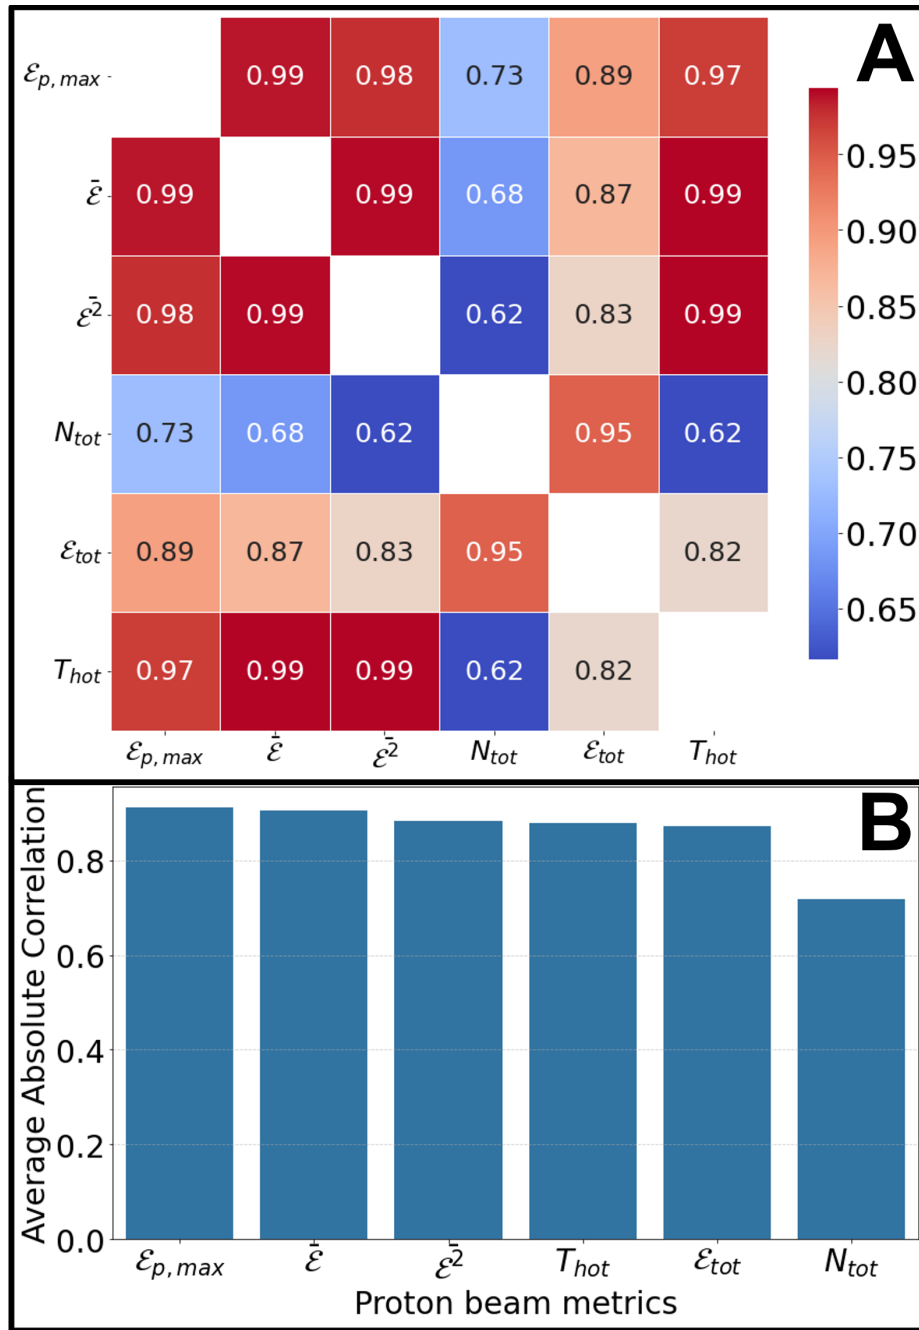 A
ℰp, max 0.99 0.98 0.73 0.89 0.97
ℰ̄ 0.99 0.99 0.68 0.87 0.99
ℰ̄² 0.98 0.99 0.62 0.83 0.99
Ntot 0.73 0.68 0.62 0.95 0.62
ℰtot 0.89 0.87 0.83 0.95 0.82
Thot 0.97 0.99 0.99 0.62 0.82
ℰp, max ℰ̄ ℰ̄² Ntot ℰtot Thot
0.95
0.90
0.85
0.80
0.75
0.70
0.65
B
Average Absolute Correlation
0.8
0.6
0.4
0.2
0.0
ℰp, max ℰ̄ ℰ̄² Thot ℰtot Ntot
Proton beam metrics